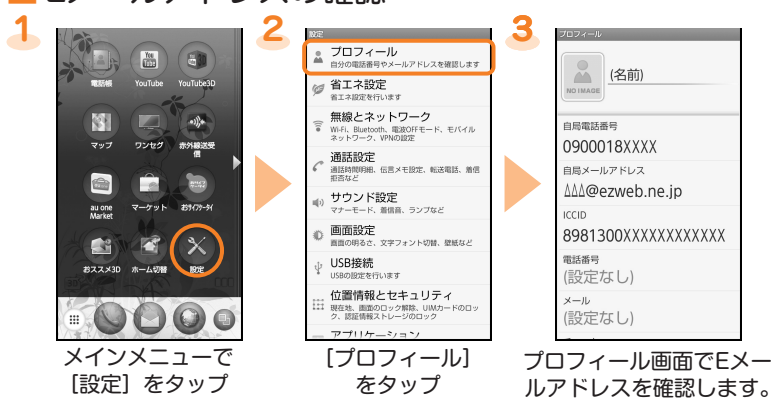 Eメールアドレスの確認
1
電話帳
YouTube
YouTube3D
マップ
ワンセグ
赤外線送受
信
au one
Market
マーケット
おサイフケータイ
おススメ3D
ホーム切替
設定
メインメニューで
[設定]をタップ
2
設定
プロフィール
自分の電話番号やメールアドレスを確認します
省エネ設定
省エネ設定を行います
無線とネットワーク
Wi-Fi、Bluetooth、電波OFFモード、モバイル
ネットワーク、VPNの設定
通話設定
通話時間明細、伝言メモ設定、転送電話、着信
拒否など
サウンド設定
マナーモード、着信音、ランプなど
画面設定
画面の明るさ、文字フォント切替、壁紙など
USB接続
USBの設定を行います
位置情報とセキュリティ
現在地、画面のロック解除、UIMカードのロッ
ク、認証情報ストレージのロック
アプリケーション
[プロフィール]
をタップ
3
プロフィール
NO IMAGE
(名前)
自局電話番号
0900018XXXX
自局メールアドレス
△△△@ezweb.ne.jp
ICCID
8981300XXXXXXXXXXXX
電話番号
(設定なし)
メール
(設定なし)
プロフィール画面でEメー
ルアドレスを確認します。